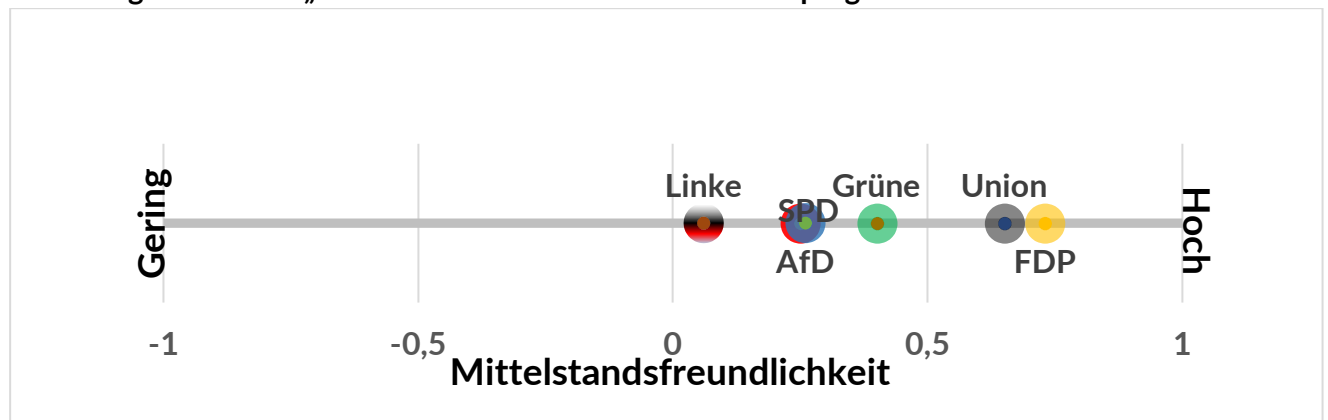 Linke
Grüne
Union
SPD
AfD
FDP
Gering
Hoch
-1
-0,5
0
0,5
1
Mittelstandsfreundlichkeit